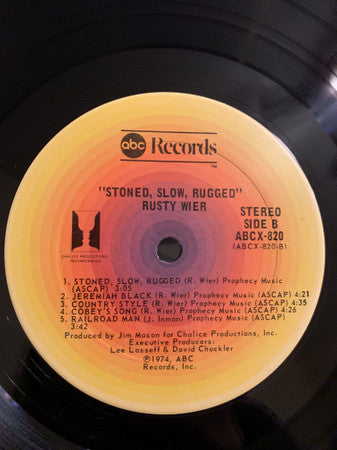 abc Records
™
"STONED, SLOW, RUGGED"
RUSTY WIER
STEREO
SIDE B
ABCX-820
(ABCX-820-B)
CHALICE PRODUCTIONS
INCORPORATED
1. STONED, SLOW, RUGGED (R. Wier) Prophecy Music
(ASCAP) 3:05
2. JEREMIAH BLACK (R. Wier) Prophecy Music (ASCAP) 4:21
3. COUNTRY STYLE (R. Wier) Prophecy Music (ASCAP) 4:35
4. COBEY'S SONG (R. Wier) Prophecy Music (ASCAP) 4:26
5. RAILROAD MAN (J. Inman) Prophecy Music (ASCAP)
3:42
Produced by Jim Mason for Chalice Productions, Inc.
Executive Producers:
Lee Lasseff & David Chackler
℗1974, ABC
Records, Inc.